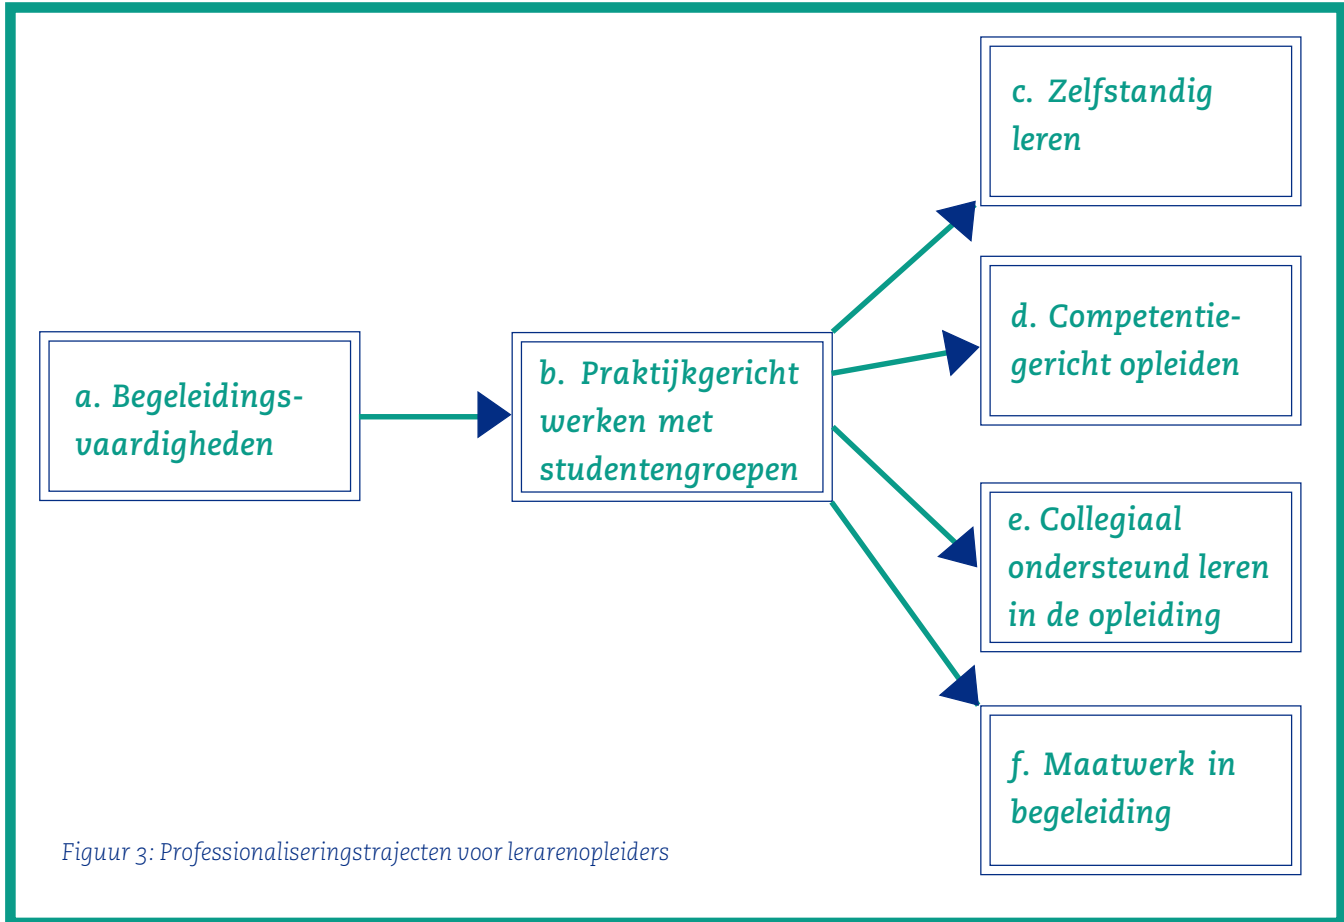 a. Begeleidings-
vaardigheden
b. Praktijkgericht
werken met
studentengroepen
c. Zelfstandig
leren
d. Competentie-
gericht opleiden
e. Collegiaal
ondersteund leren
in de opleiding
f. Maatwerk in
begeleiding
Figuur 3: Professionaliseringstrajecten voor lerarenopleiders